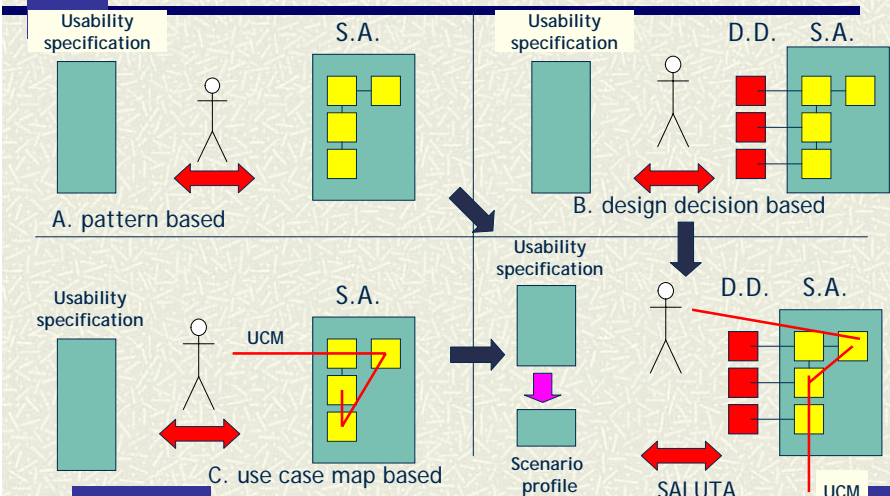 Usability
specification
S.A.
A. pattern based
Usability
specification
D.D.
S.A.
B. design decision based
Usability
specification
S.A.
UCM
C. use case map based
Usability
specification
D.D.
S.A.
Scenario
profile
SALUTA
UCM